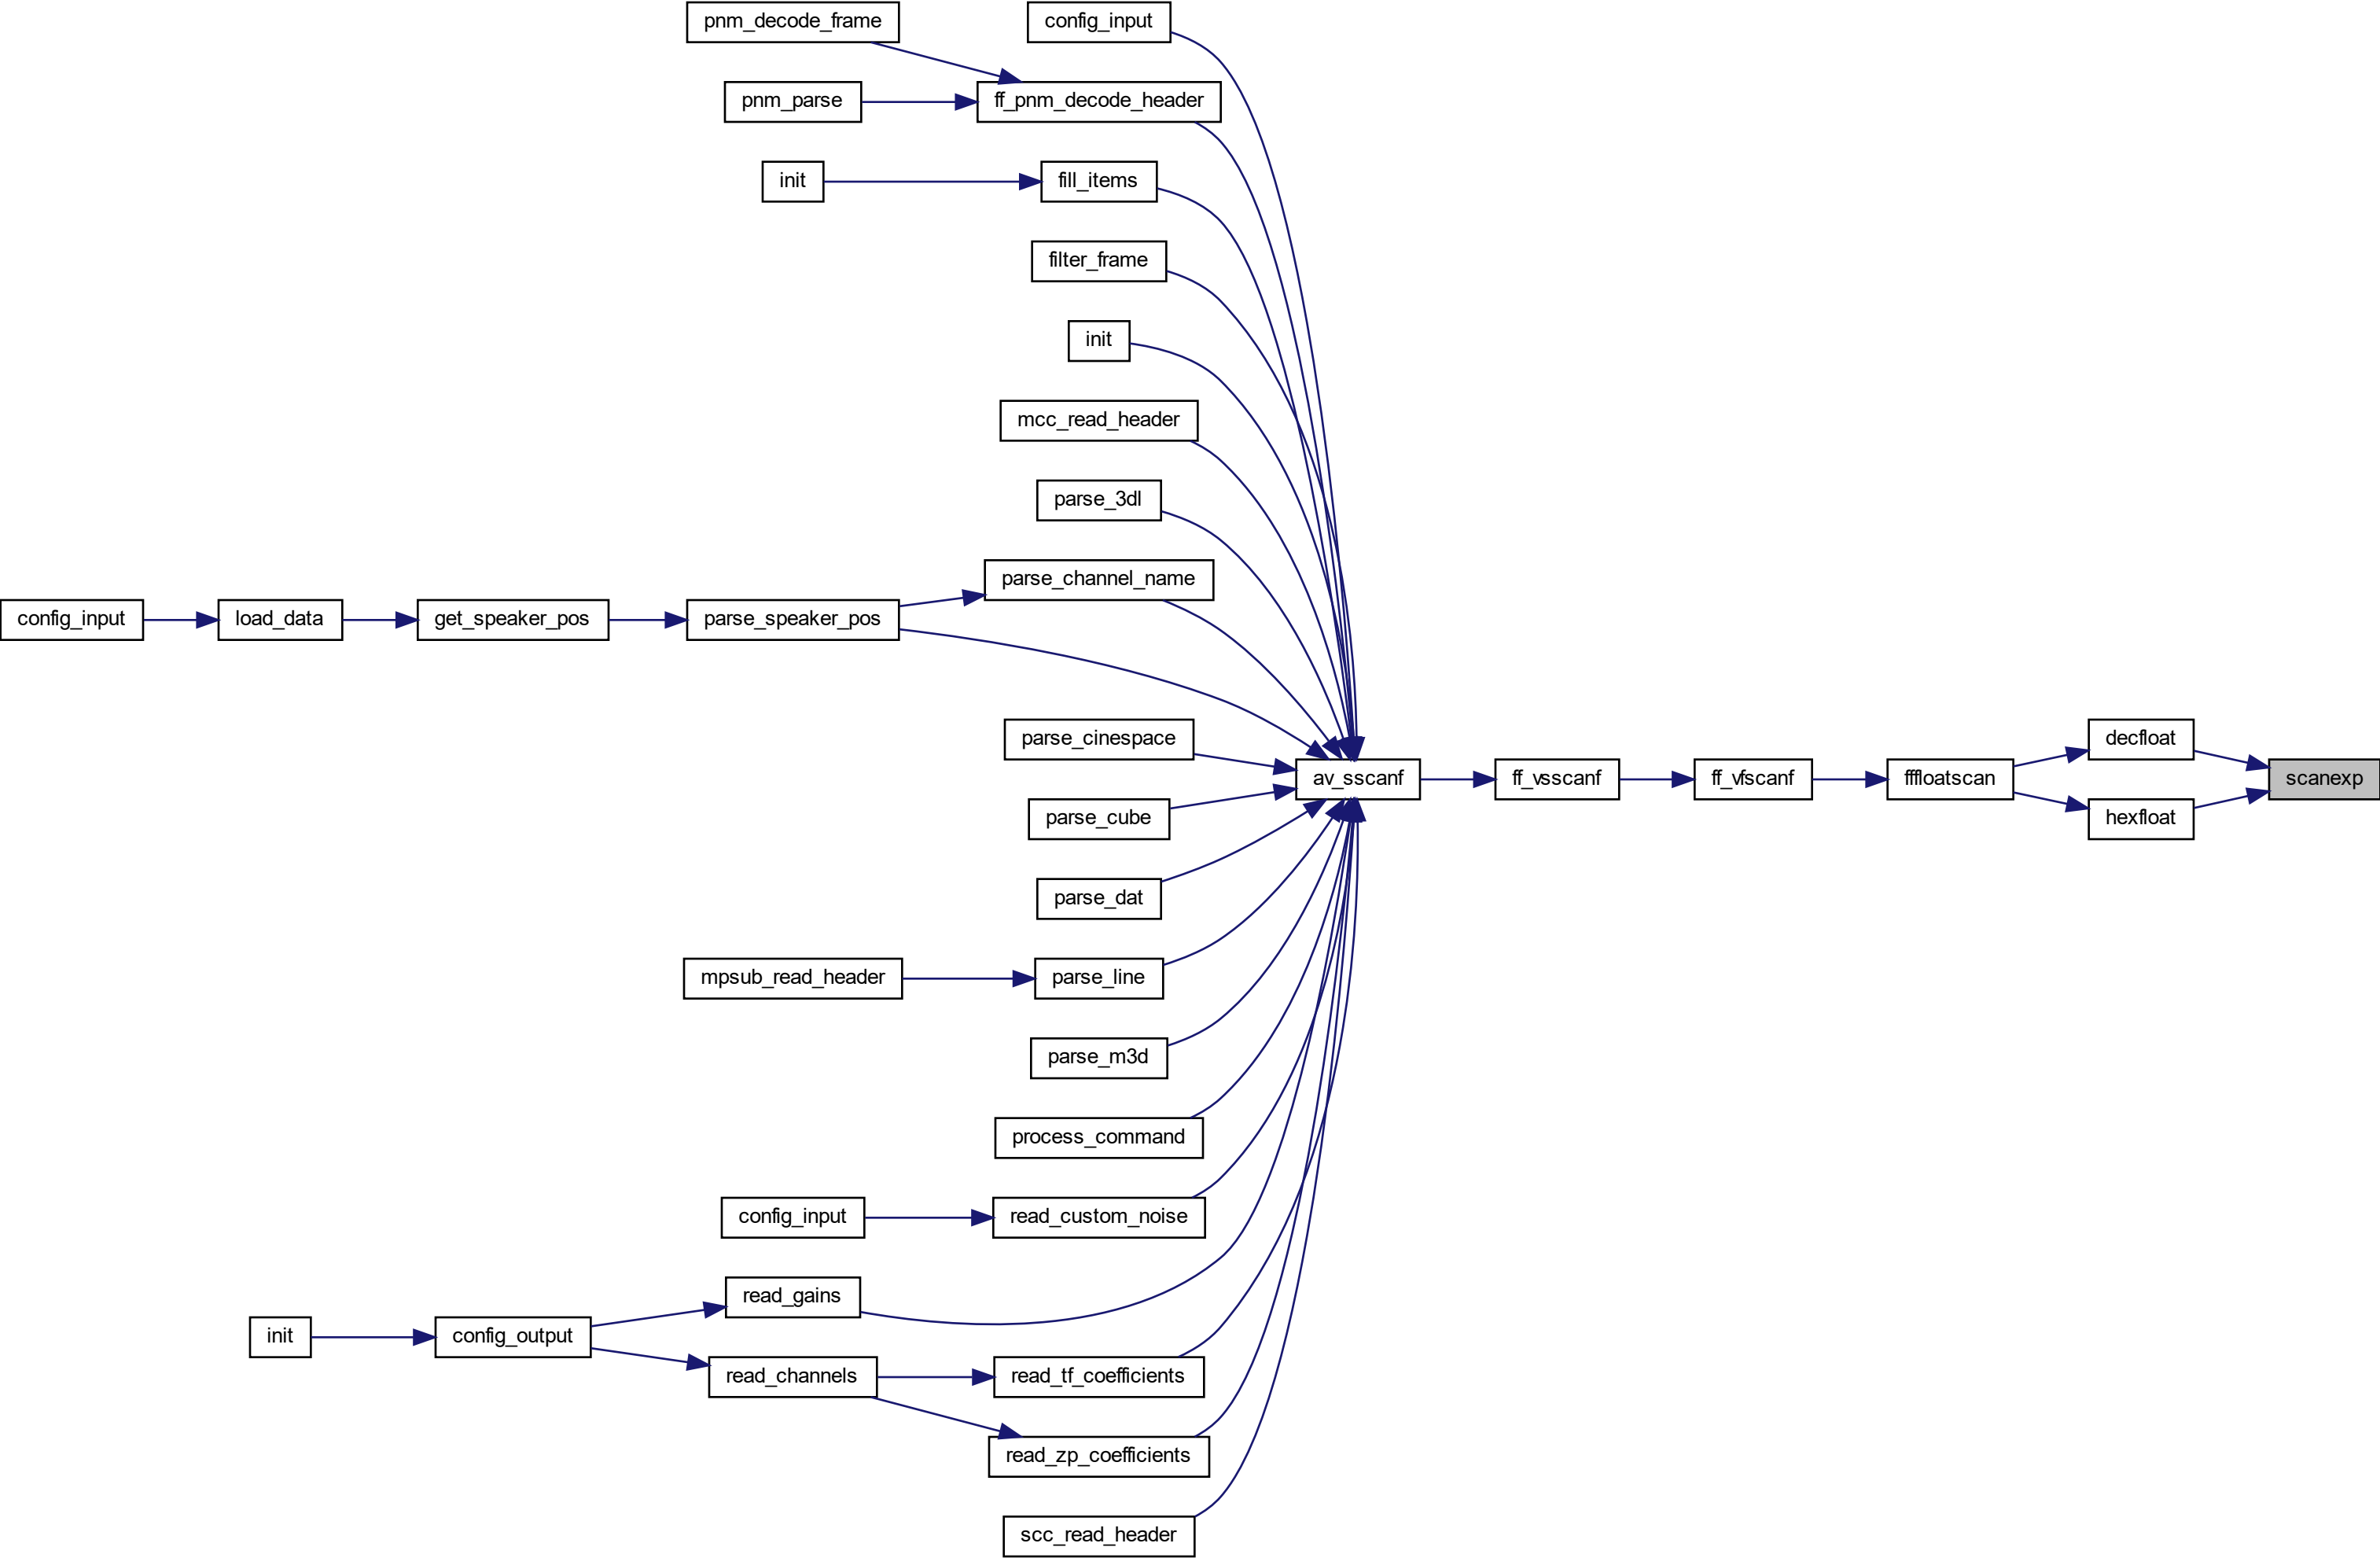 pnm_decode_frame
config_input
pnm_parse
ff_pnm_decode_header
init
fill_items
filter_frame
init
mcc_read_header
parse_3dl
parse_channel_name
config_input
load_data
get_speaker_pos
parse_speaker_pos
parse_cinespace
decfloat
av_sscanf
ff_vsscanf
ff_vfscanf
fffloatscan
scanexp
parse_cube
hexfloat
parse_dat
mpsub_read_header
parse_line
parse_m3d
process_command
config_input
read_custom_noise
read_gains
init
config_output
read_channels
read_tf_coefficients
read_zp_coefficients
scc_read_header